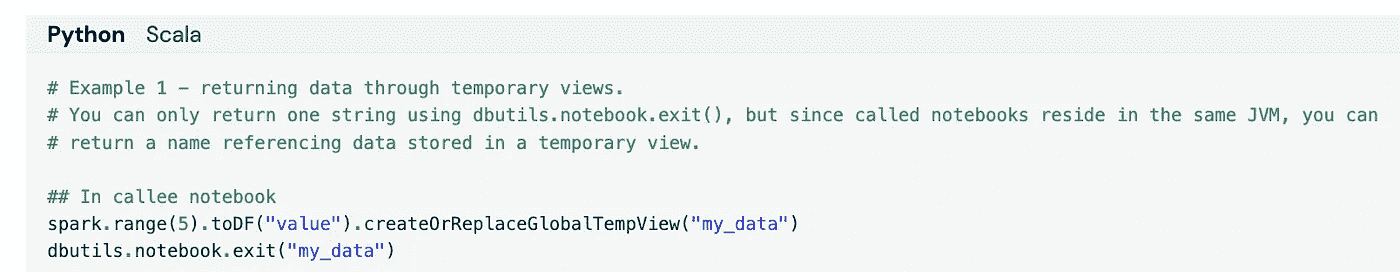 Python Scala
# Example 1 – returning data through temporary views.
# You can only return one string using dbutils.notebook.exit(), but since called notebooks reside in the same JVM, you can
# return a name referencing data stored in a temporary view.
## In callee notebook
spark.range(5).toDF("value").createOrReplaceGlobalTempView("my_data")
dbutils.notebook.exit("my_data")